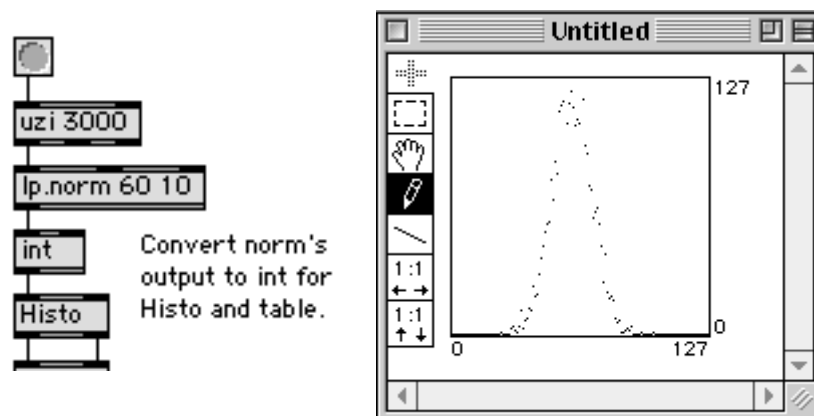 uzi 3000
lp.norm 60 10
int
Convert norm's
output to int for
Histo and table.
Histo
Untitled
127
1:1
1:1
0
0
127